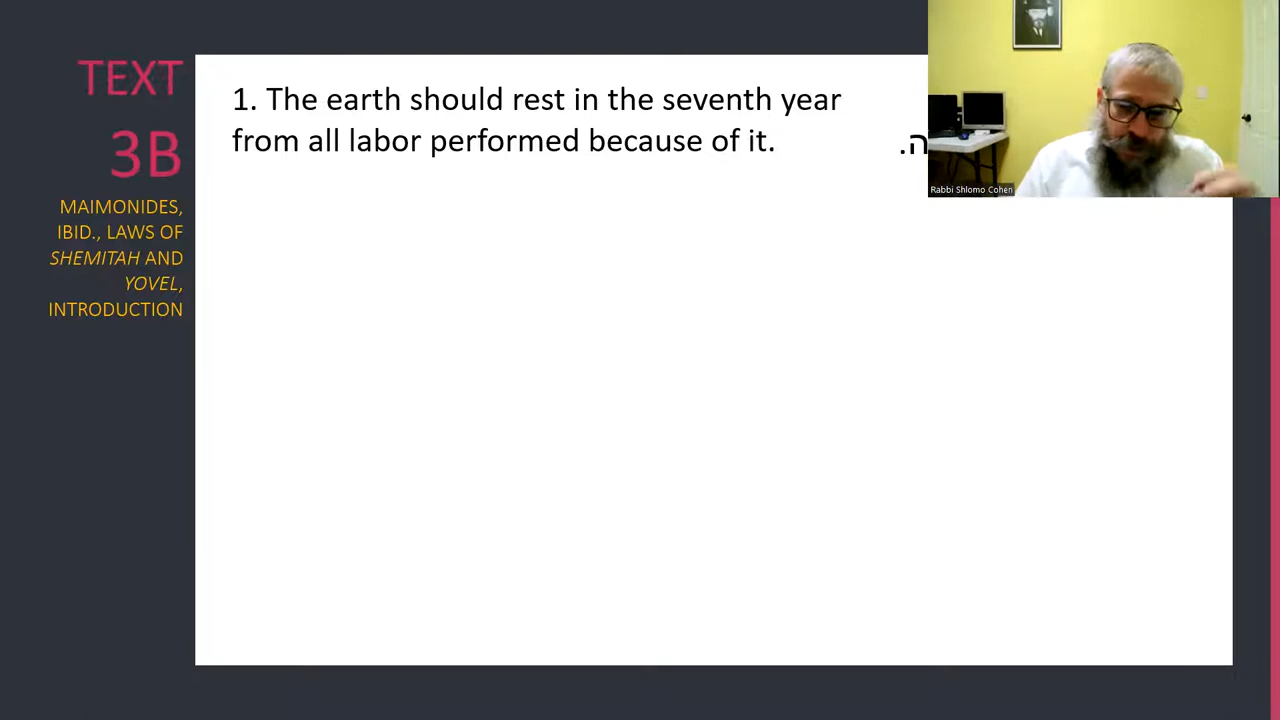 TEXT
3B
MAIMONIDES,
IBID., LAWS OF
SHEMITAH AND
YOVEL,
INTRODUCTION
1. The earth should rest in the seventh year
from all labor performed because of it.
ה.
Rabbi Shlomo Cohen